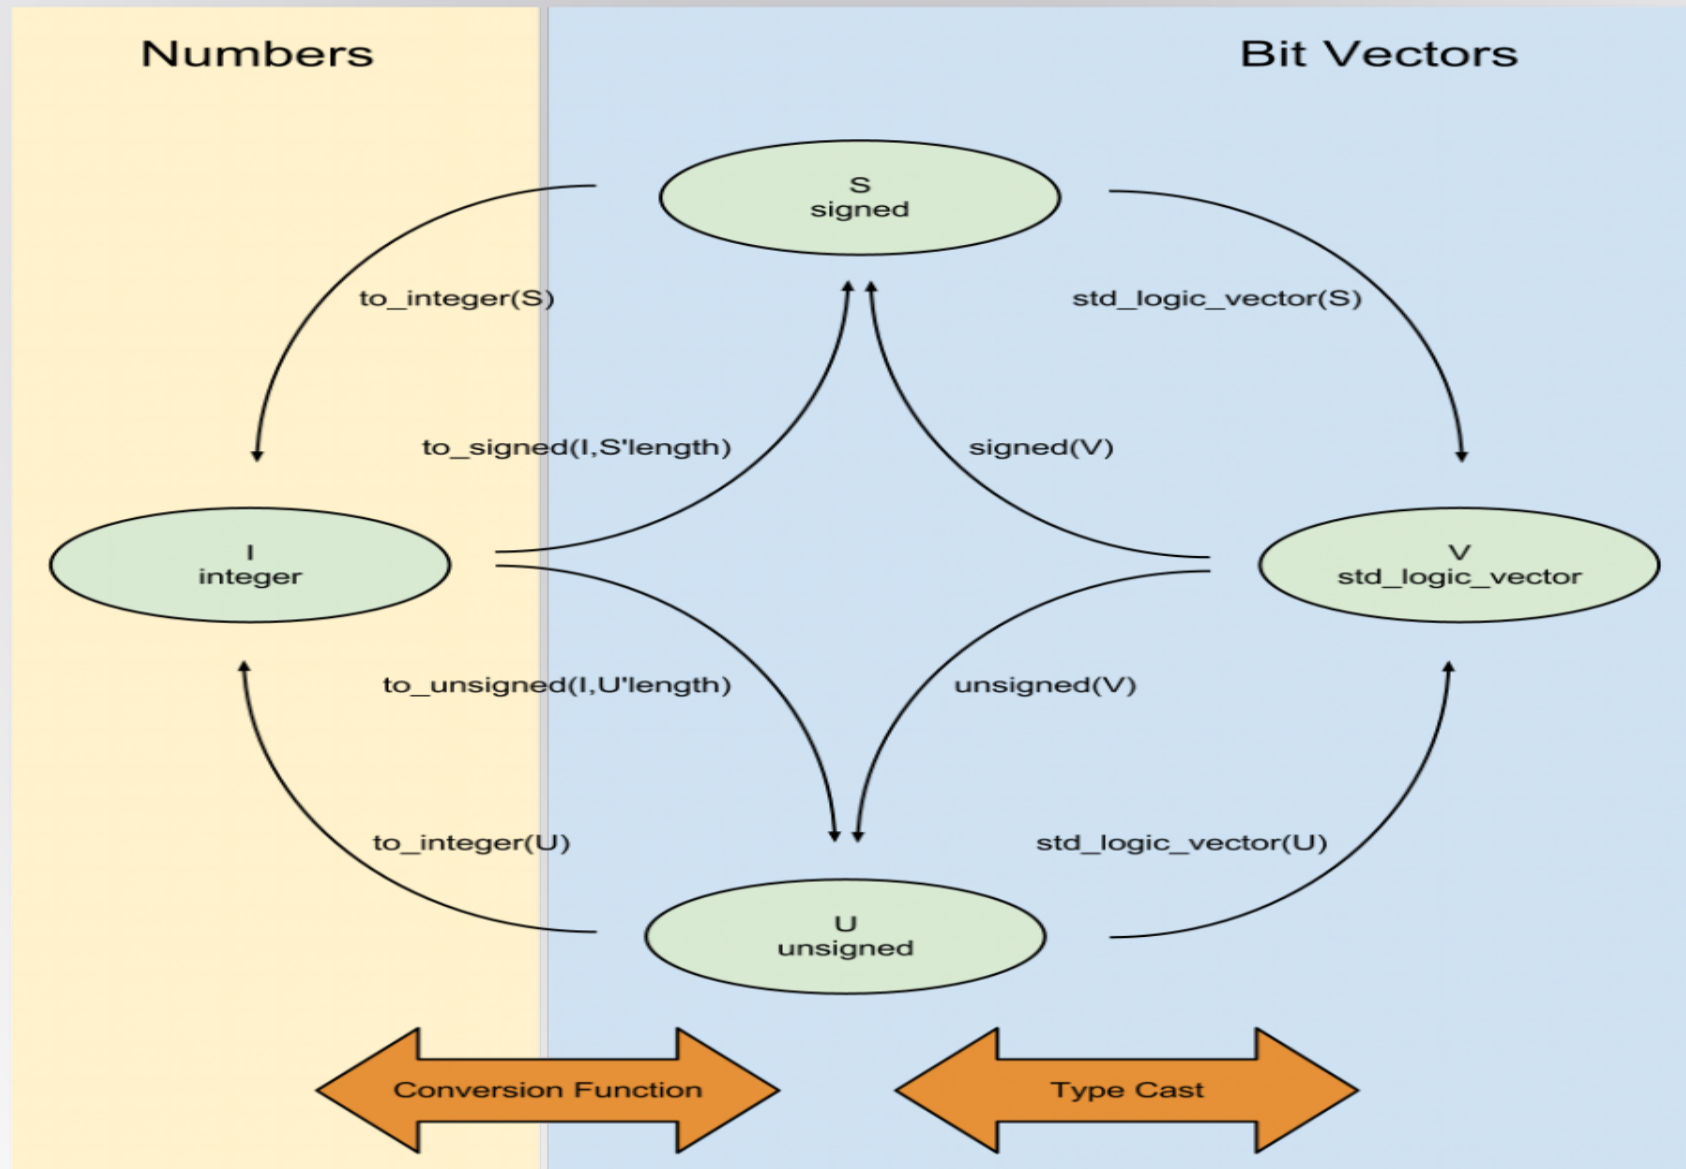 Numbers
Bit Vectors
S
signed
to_integer(S)
std_logic_vector(S)
to_signed(I,S'length)
signed(V)
I
integer
V
std_logic_vector
to_unsigned(I,U'length)
unsigned(V)
to_integer(U)
std_logic_vector(U)
U
unsigned
Conversion Function
Type Cast